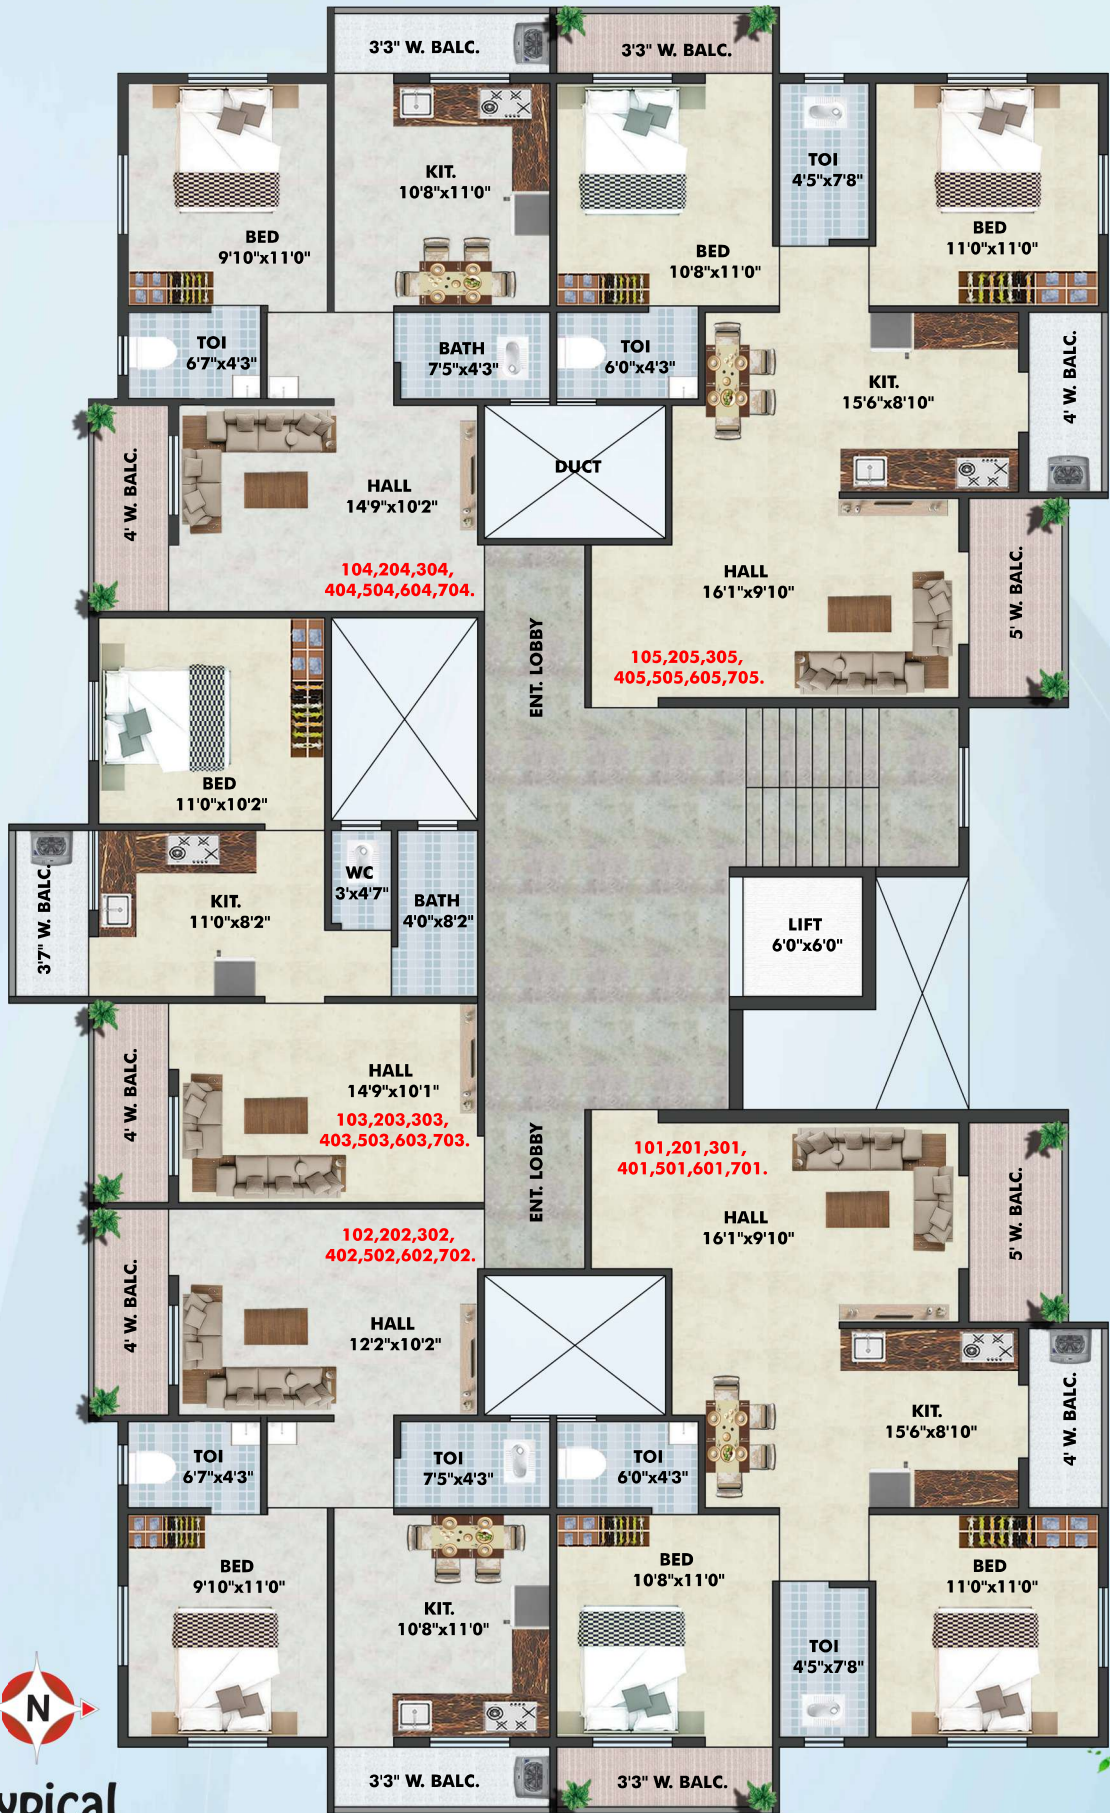 3'3" W. BALC.
3'3" W. BALC.
KIT.
10'8"x11'0"
TOI
4'5"x7'8"
BED
9'10"x11'0"
BED
10'8"x11'0"
BED
11'0"x11'0"
TOI
6'7"x4'3"
BATH
7'5"x4'3"
TOI
6'0"x4'3"
KIT.
15'6"x8'10"
4' W. BALC.
4' W. BALC.
HALL
14'9"x10'2"
DUCT
104,204,304,
404,504,604,704.
HALL
16'1"x9'10"
5' W. BALC.
ENT. LOBBY
105,205,305,
405,505,605,705.
BED
11'0"x10'2"
3'7" W. BALC.
KIT.
11'0"x8'2"
WC
3'x4'7"
BATH
4'0"x8'2"
LIFT
6'0"x6'0"
4' W. BALC.
HALL
14'9"x10'1"
103,203,303,
403,503,603,703.
ENT. LOBBY
101,201,301,
401,501,601,701.
HALL
16'1"x9'10"
5' W. BALC.
102,202,302,
402,502,602,702.
4' W. BALC.
HALL
12'2"x10'2"
KIT.
15'6"x8'10"
4' W. BALC.
TOI
6'7"x4'3"
TOI
7'5"x4'3"
TOI
6'0"x4'3"
BED
9'10"x11'0"
KIT.
10'8"x11'0"
BED
10'8"x11'0"
BED
11'0"x11'0"
TOI
4'5"x7'8"
N
3'3" W. BALC.
3'3" W. BALC.
ypical